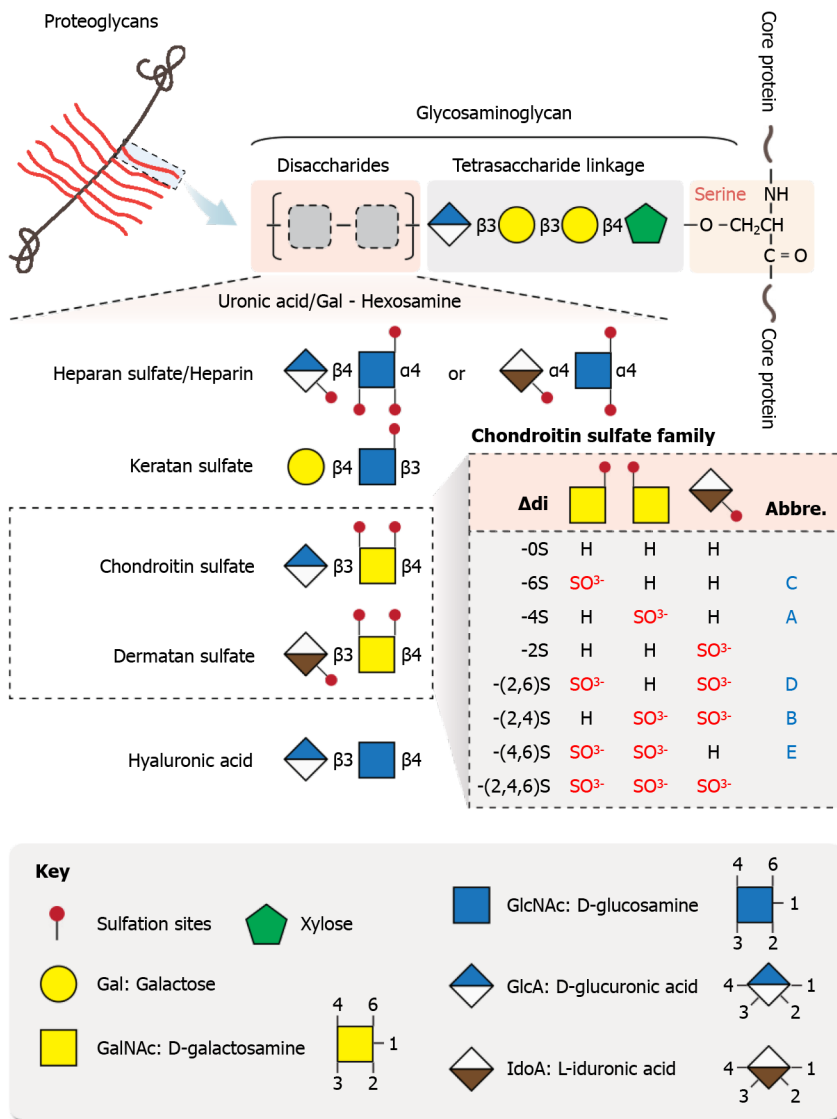 Proteoglycans
Core protein
Glycosaminoglycan
Disaccharides
Tetrasaccharide linkage
Serine
NH
β3 β3 β4
O – CH₂CH
C = O
Core protein
Uronic acid/Gal - Hexosamine
Heparan sulfate/Heparin β4 α4 or α4 α4
Keratan sulfate β4 β3
Chondroitin sulfate β3 β4
Dermatan sulfate β3 β4
Hyaluronic acid β3 β4
Chondroitin sulfate family
Δdi Abbre.
-0S H H H
-6S SO³⁻ H H C
-4S H SO³⁻ H A
-2S H H SO³⁻
-(2,6)S SO³⁻ H SO³⁻ D
-(2,4)S H SO³⁻ SO³⁻ B
-(4,6)S SO³⁻ SO³⁻ H E
-(2,4,6)S SO³⁻ SO³⁻ SO³⁻
Key
Sulfation sites
Xylose
Gal: Galactose
GalNAc: D-galactosamine
4 6
1
3 2
GlcNAc: D-glucosamine
4 6
1
3 2
GlcA: D-glucuronic acid
4 1
3 2
IdoA: L-iduronic acid
4 1
3 2